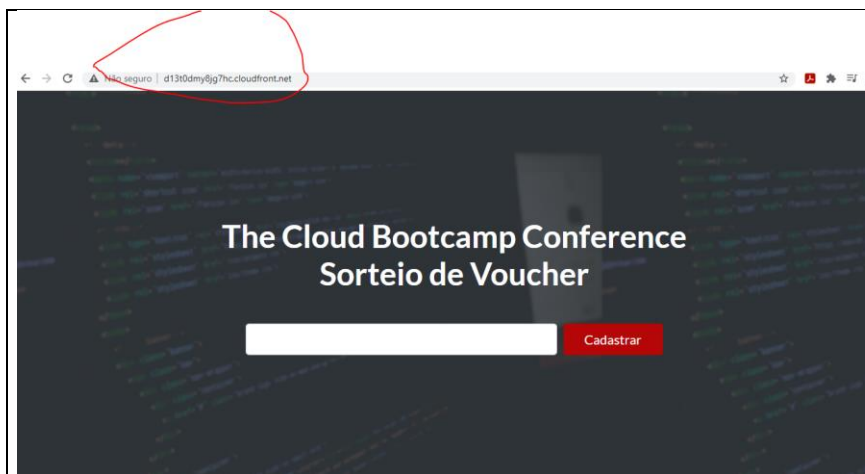 Não seguro | d13t0dmy8jg7hc.cloudfront.net
The Cloud Bootcamp Conference
Sorteio de Voucher
Cadastrar